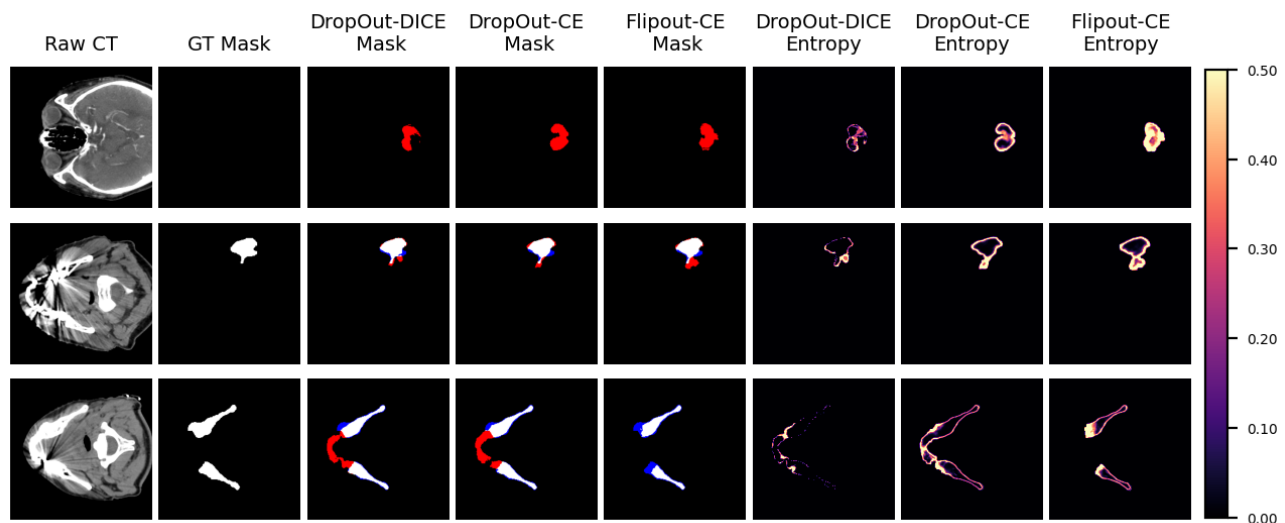 Raw CT
GT Mask
DropOut-DICE
Mask
DropOut-CE
Mask
Flipout-CE
Mask
DropOut-DICE
Entropy
DropOut-CE
Entropy
Flipout-CE
Entropy
0.50
0.40
0.30
0.20
0.10
0.00